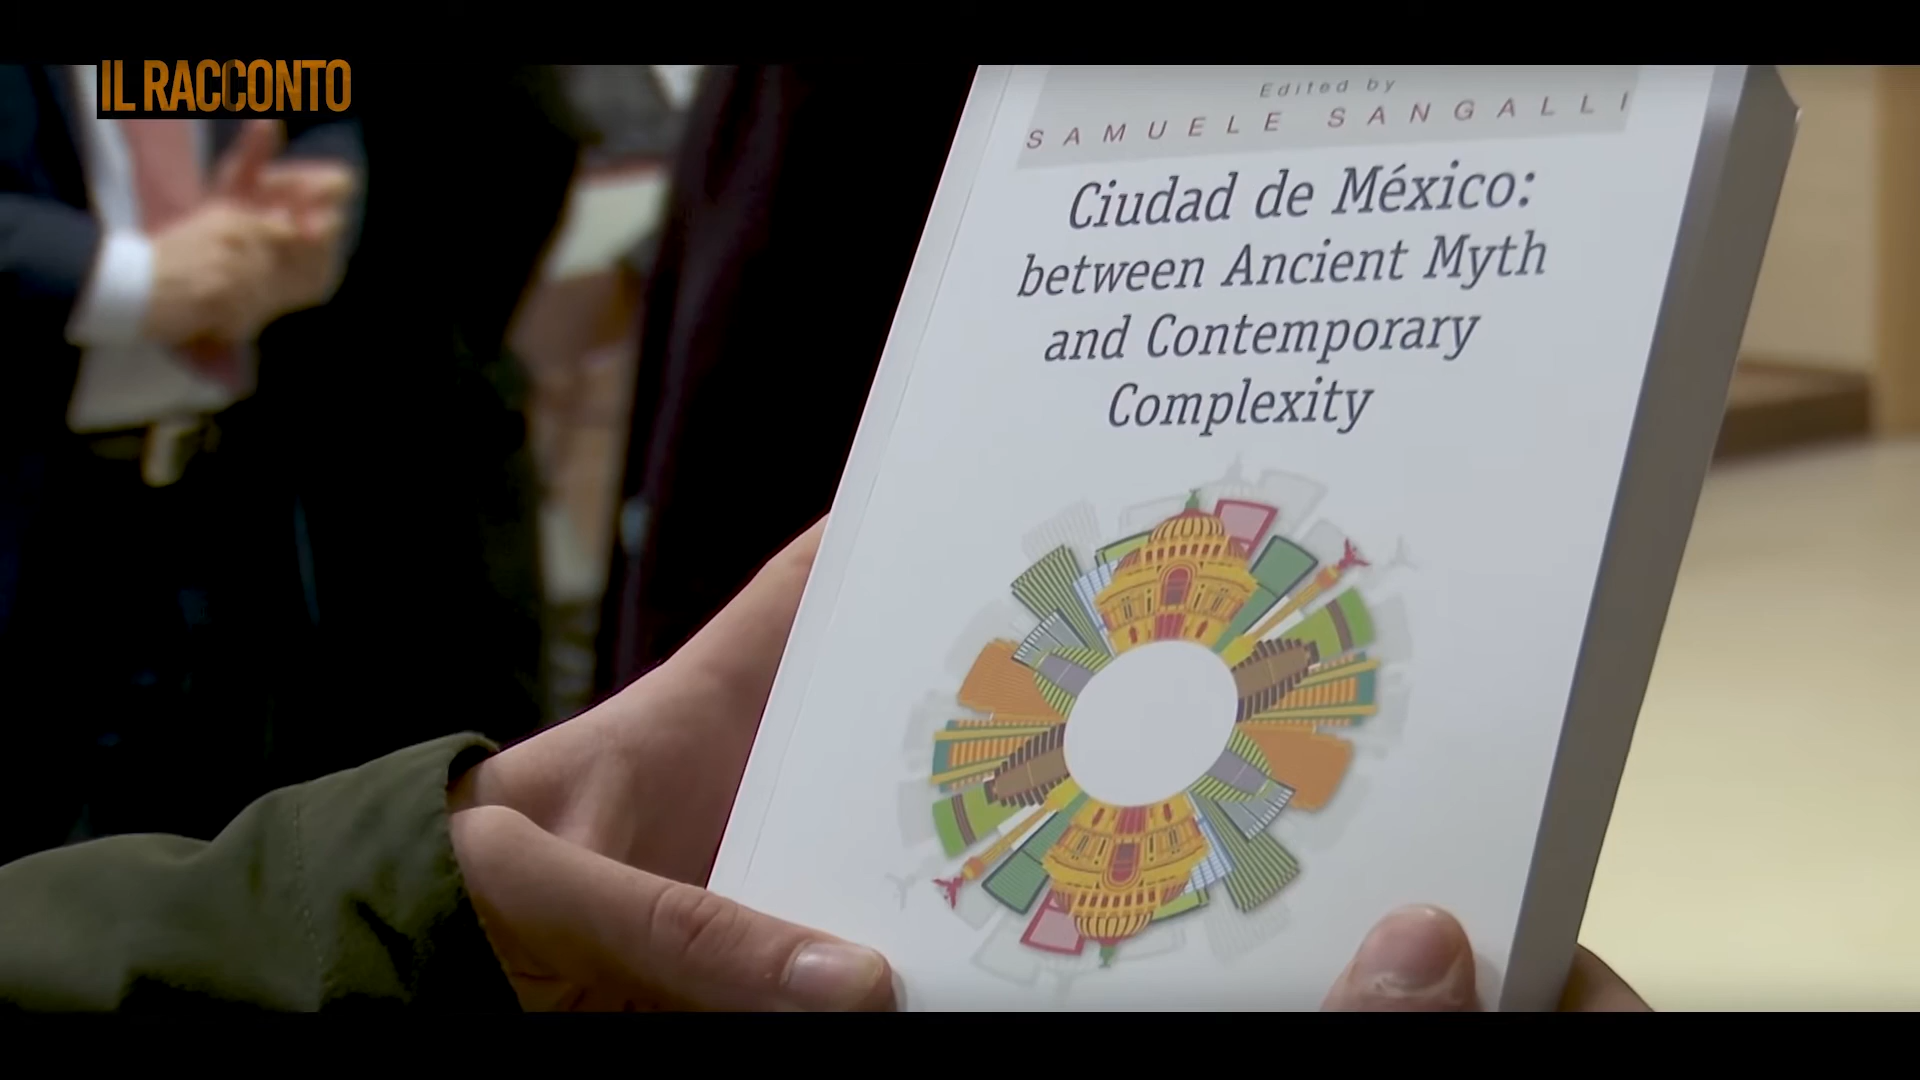 IL RACCONTO
Edited by
SAMUELE SANGALLI
Ciudad de México:
between Ancient Myth
and Contemporary
Complexity